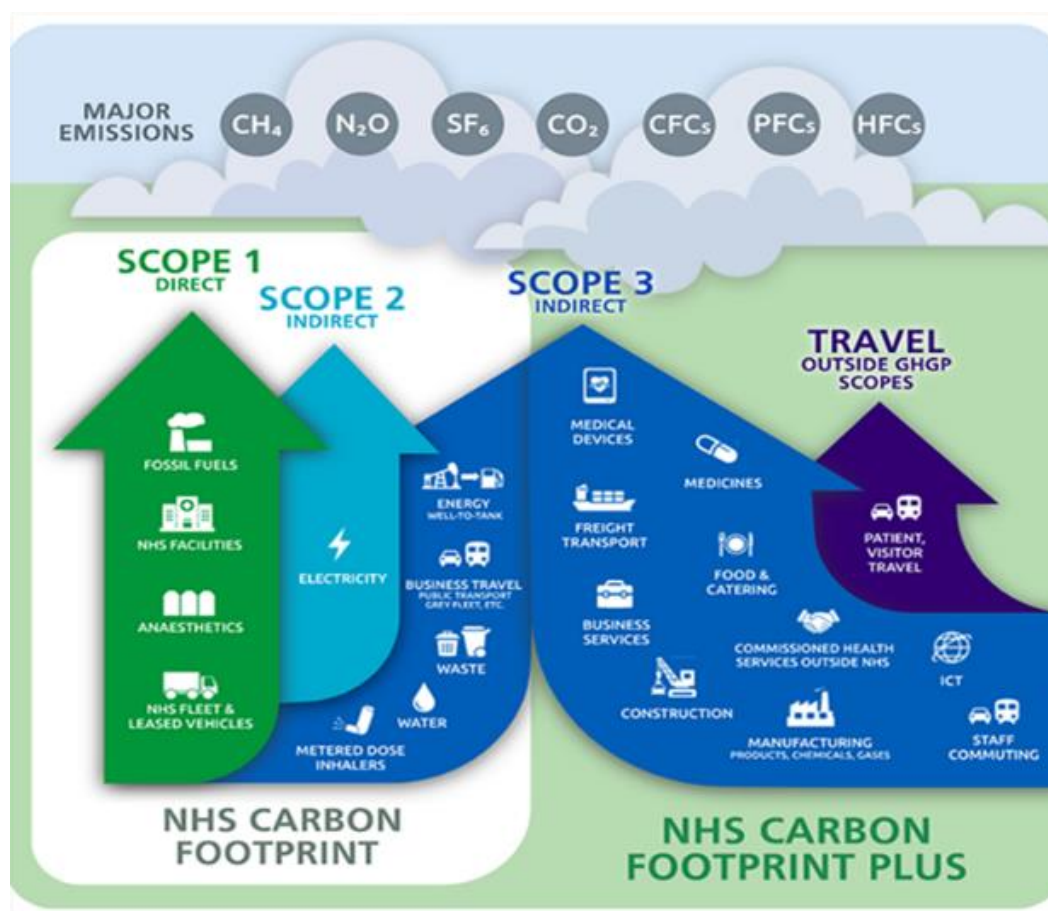 MAJOR
EMISSIONS
CH₄
N₂O
SF₆
CO₂
CFCs
PFCs
HFCs
SCOPE 1
DIRECT
FOSSIL FUELS
NHS FACILITIES
ANAESTHETICS
NHS FLEET &
LEASED VEHICLES
SCOPE 2
INDIRECT
ELECTRICITY
SCOPE 3
INDIRECT
ENERGY
WELL-TO-TANK
BUSINESS TRAVEL
PUBLIC TRANSPORT
GREY FLEET, ETC.
WASTE
WATER
METERED DOSE
INHALERS
MEDICAL
DEVICES
MEDICINES
FREIGHT
TRANSPORT
FOOD &
CATERING
BUSINESS
SERVICES
COMMISSIONED HEALTH
SERVICES OUTSIDE NHS
ICT
CONSTRUCTION
MANUFACTURING
PRODUCTS, CHEMICALS, GASES
STAFF
COMMUTING
TRAVEL
OUTSIDE GHGP
SCOPES
PATIENT,
VISITOR
TRAVEL
NHS CARBON
FOOTPRINT
NHS CARBON
FOOTPRINT PLUS